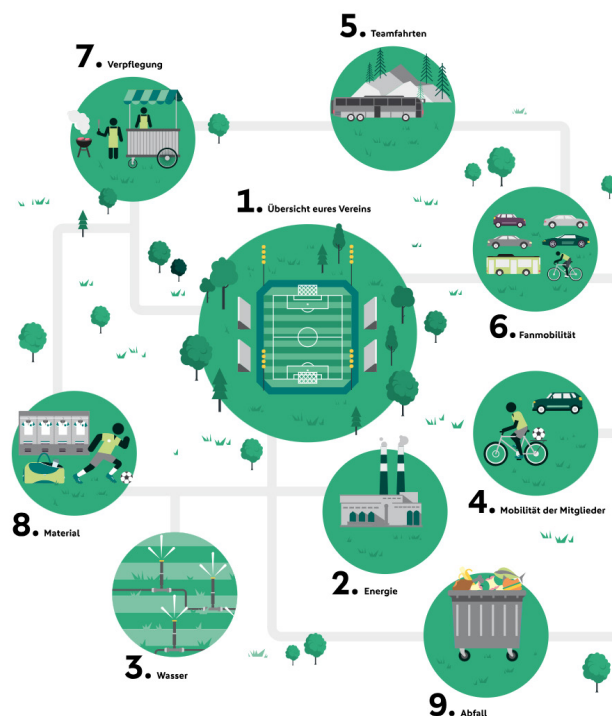 5. Teamfahrten
7. Verpflegung
1. Übersicht eures Vereins
6. Fanmobilität
4. Mobilität der Mitglieder
8. Material
2. Energie
3. Wasser
9. Abfall